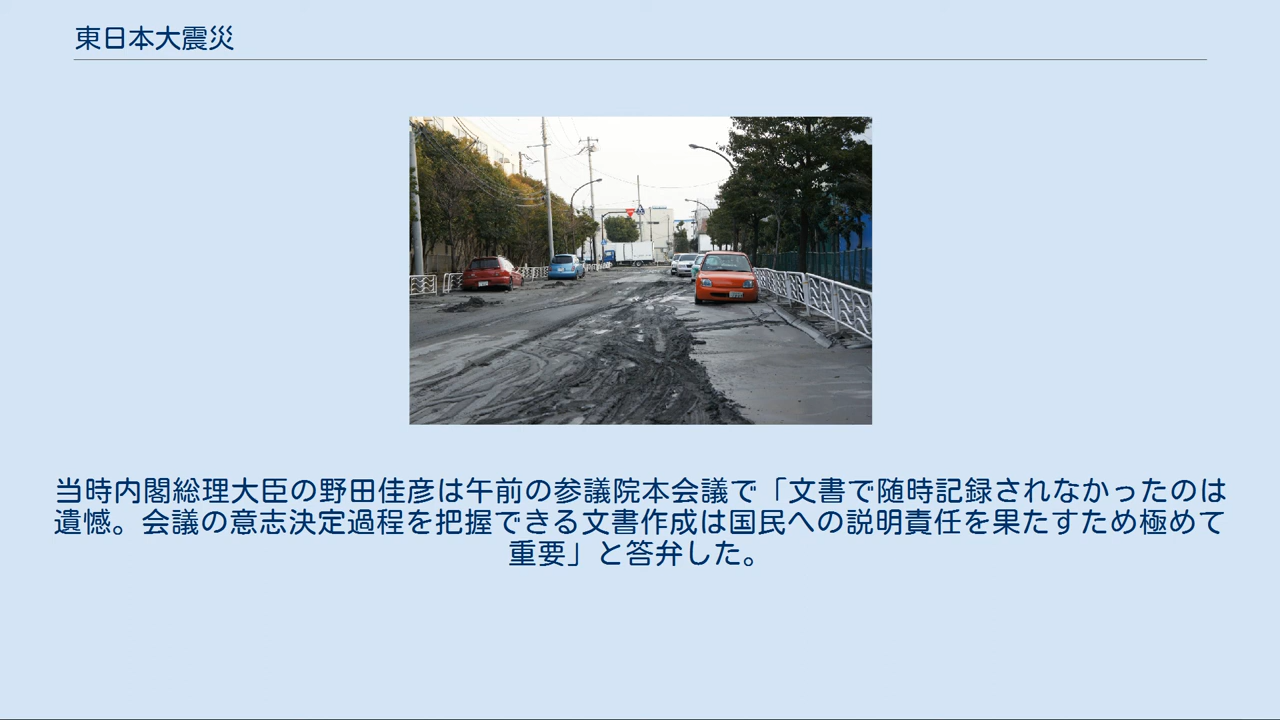 東日本大震災
当時内閣総理大臣の野田佳彦は午前の参議院本会議で「文書で随時記録されなかったのは
遺憾。会議の意志決定過程を把握できる文書作成は国民への説明責任を果たすため極めて
重要」と答弁した。